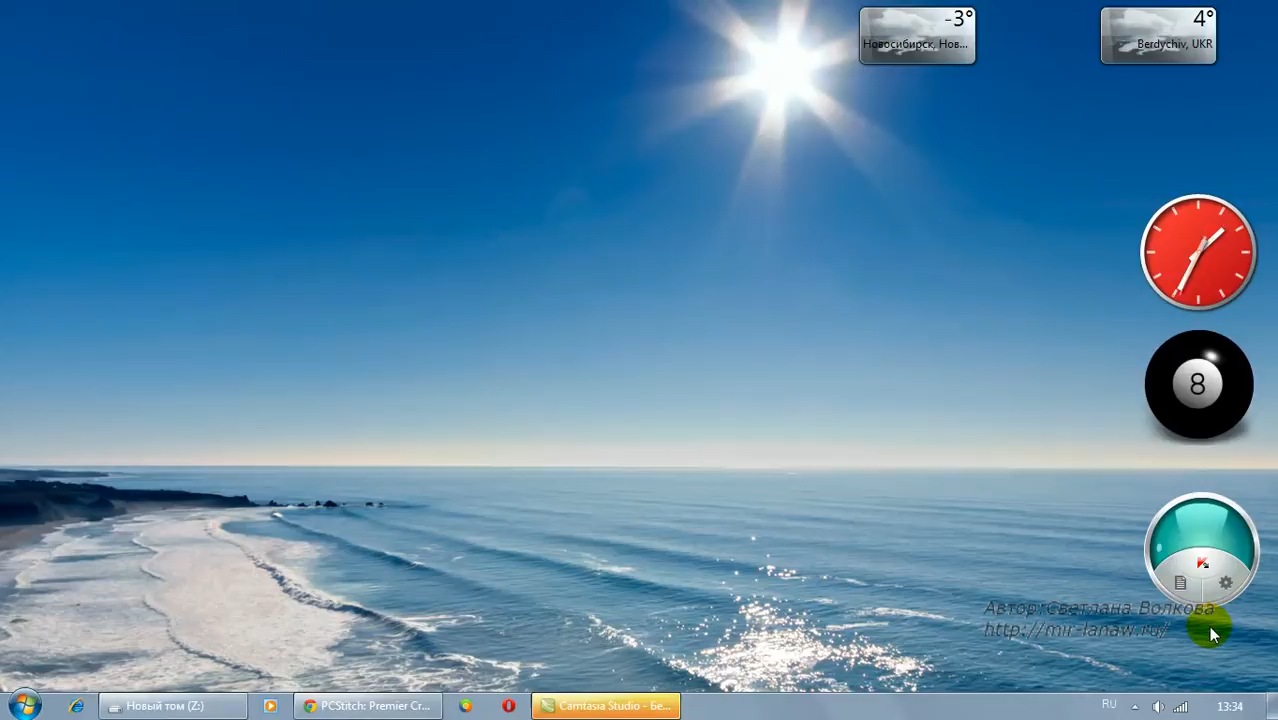 -3°
Новосибирск, Нов...
4°
Berdychiv, UKR
8
Автор:Светлана Волкова
http://mir-lanaw.ru/
Новый том (Z:)
PCStitch: Premier Cr...
Camtasia Studio - Бе...
RU
13:34